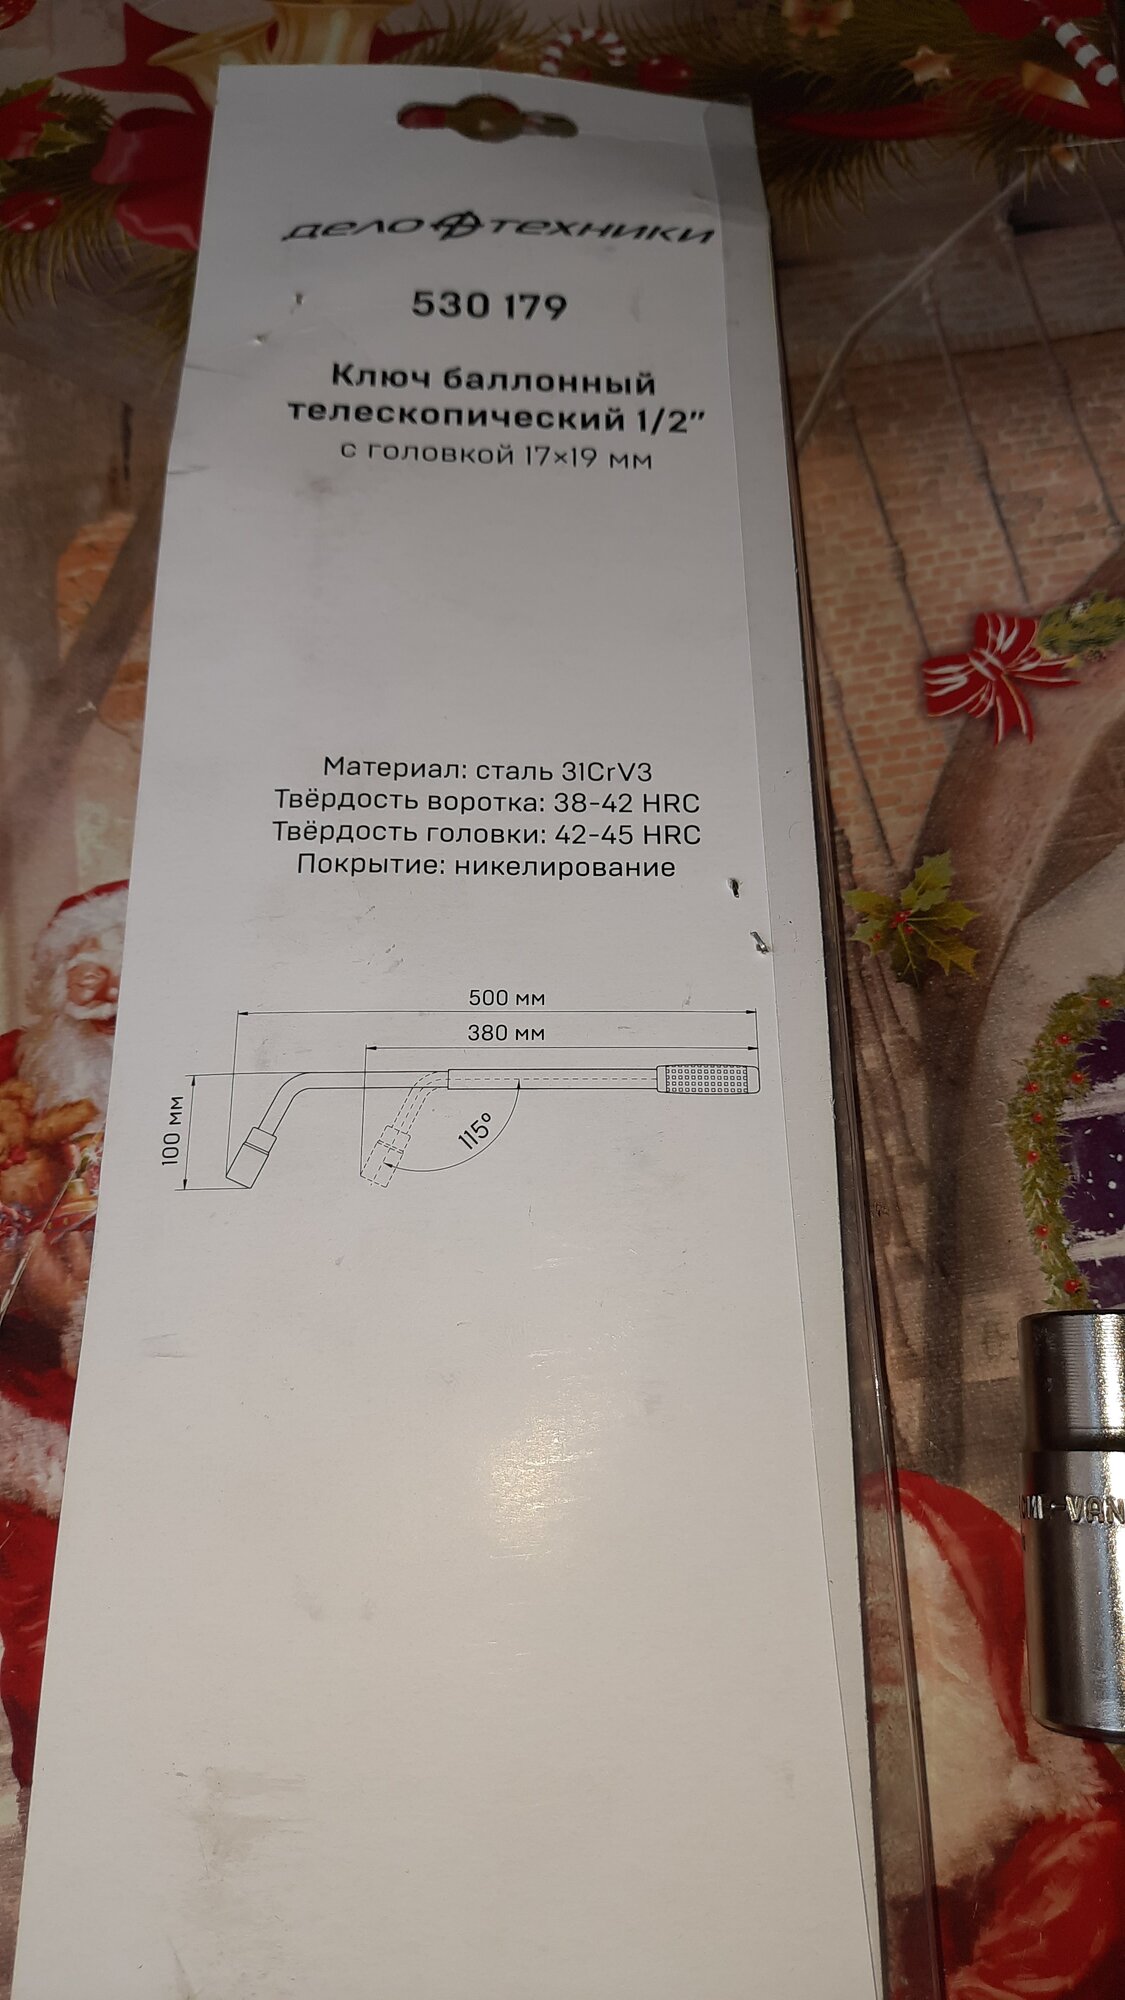 дело техники
530 179
Ключ баллонный
телескопический 1/2"
с головкой 17×19 мм
Материал: сталь 31CrV3
Твёрдость воротка: 38-42 HRC
Твёрдость головки: 42-45 HRC
Покрытие: никелирование
500 мм
380 мм
100 мм
115°